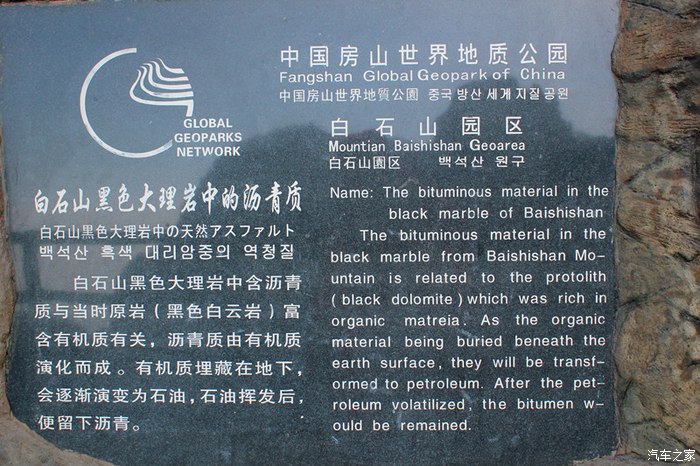 中国房山世界地质公园
Fangshan Global Geopark of China
中国房山世界地質公園 중국 방산 세계 지질 공원
GLOBAL
GEOPARKS
NETWORK
白石山园区
Mountian Baishishan Geoarea
白石山園区 백석산 원구
白石山黑色大理岩中的沥青质
白石山黑色大理岩中の天然アスファルト
백석산 흑색 대리암중의 역청질
白石山黑色大理岩中含沥青
质与当时原岩（黑色白云岩）富
含有机质有关，沥青质由有机质
演化而成。有机质埋藏在地下，
会逐渐演变为石油，石油挥发后，
便留下沥青。
Name: The bituminous material in the
black marble of Baishishan
The bituminous material in the
black marble from Baishishan Mo-
untain is related to the protolith
(black dolomite) which was rich in
organic matreia. As the organic
material being buried beneath the
earth surface, they will be transf-
ormed to petroleum. After the pet-
roleum volatilized, the bitumen w-
ould be remained.
汽车之家